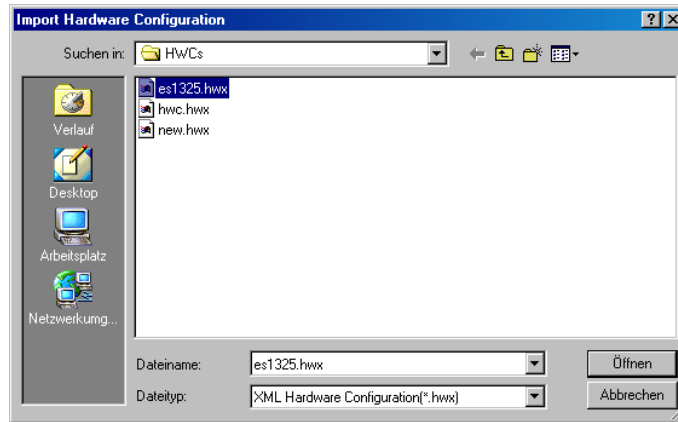 Import Hardware Configuration
Suchen in: HWCs
es1325.hwx
hwc.hwx
new.hwx
Verlauf
Desktop
Arbeitsplatz
Netzwerkumg...
Dateiname: es1325.hwx Öffnen
Dateityp: XML Hardware Configuration(*.hwx) Abbrechen